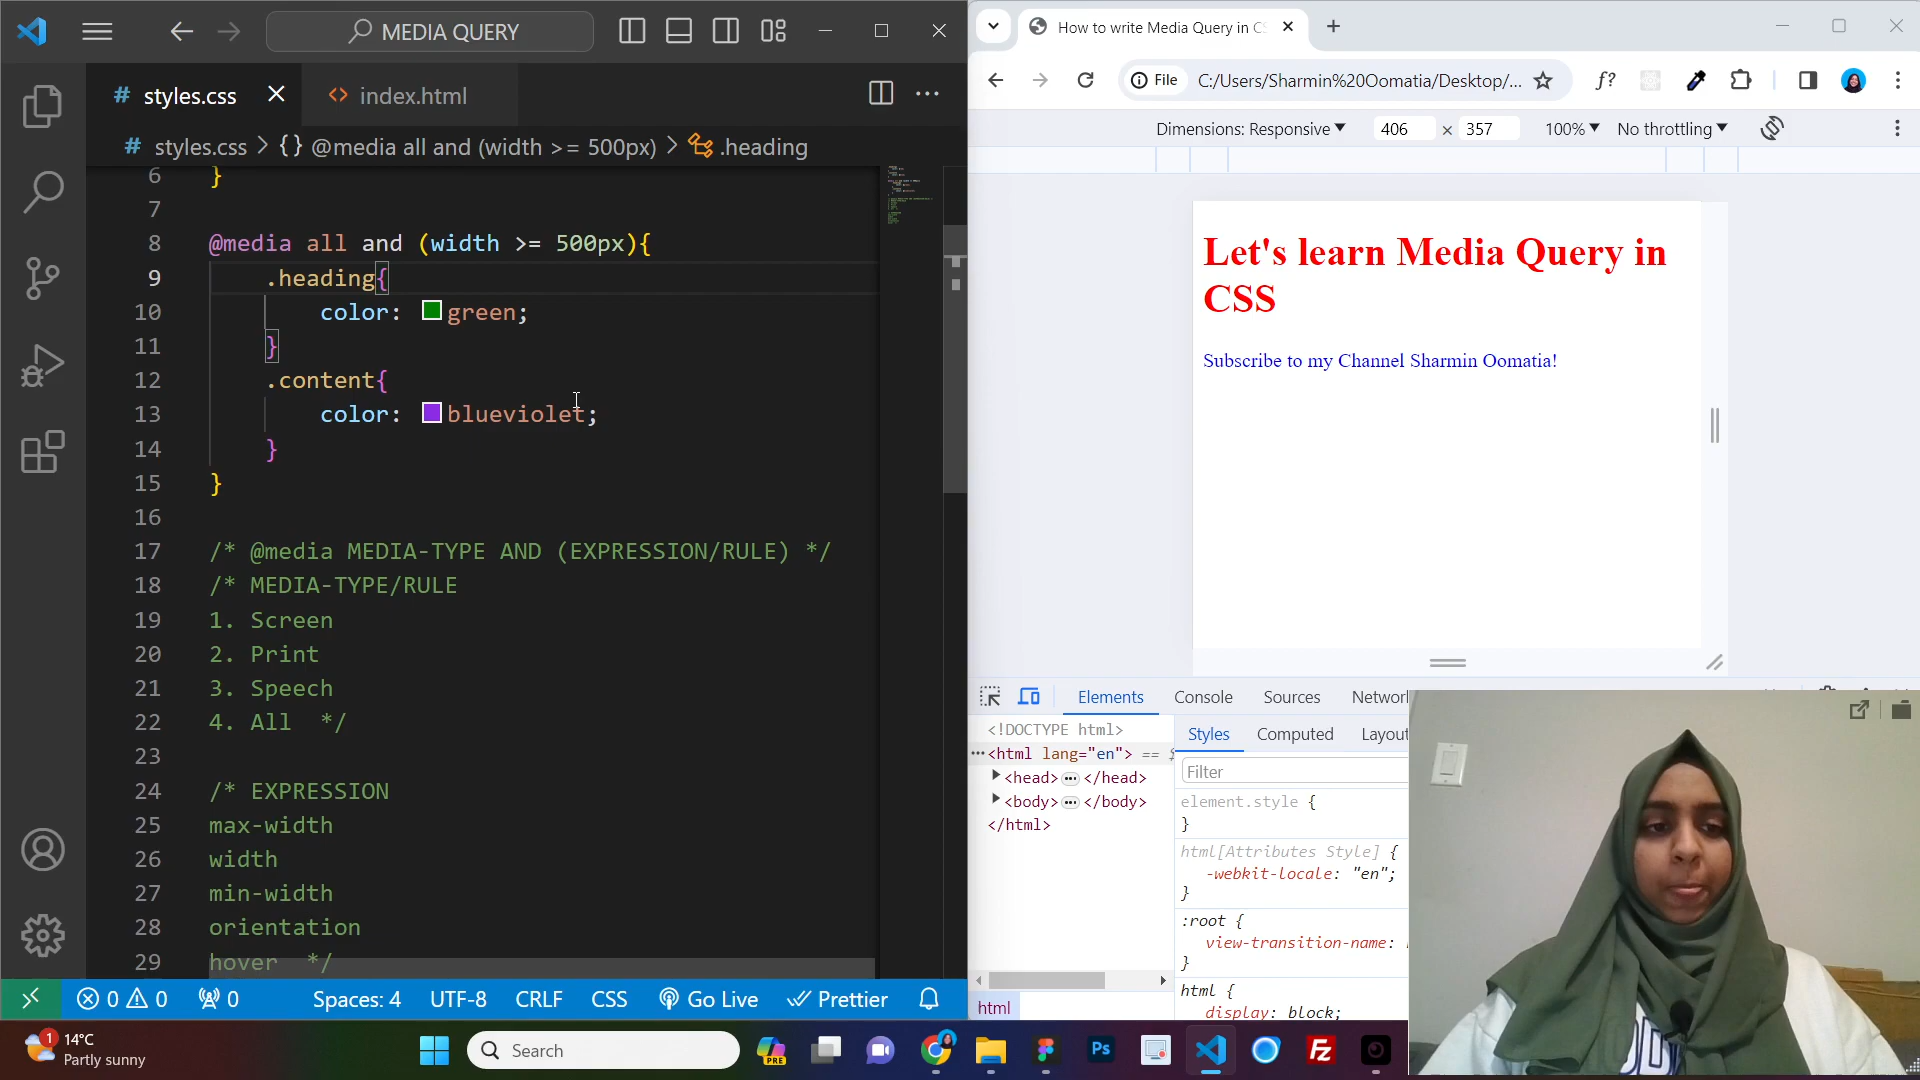 MEDIA QUERY
# styles.css
<> index.html
# styles.css > {} @media all and (width >= 500px) > .heading
6 }
7
8 @media all and (width >= 500px){
9 .heading{
10 color: green;
11 }
12 .content{
13 color: blueviolet;
14 }
15 }
16
17 /* @media MEDIA-TYPE AND (EXPRESSION/RULE) */
18 /* MEDIA-TYPE/RULE
19 1. Screen
20 2. Print
21 3. Speech
22 4. All */
23
24 /* EXPRESSION
25 max-width
26 width
27 min-width
28 orientation
29 hover */
0 0 0 Spaces: 4 UTF-8 CRLF CSS Go Live Prettier
How to write Media Query in C
File C:/Users/Sharmin%20Oomatia/Desktop/...
f?
Dimensions: Responsive 406 × 357 100% No throttling
Let's learn Media Query in
CSS
Subscribe to my Channel Sharmin Oomatia!
Elements Console Sources
<!DOCTYPE html>
<html lang="en"> ==
<head> </head>
<body> </body>
</html>
html
Styles Computed
Filter
element.style {
}
html[Attributes Style] {
-webkit-locale: "en";
}
:root {
view-transition-name:
}
html {
display: block;
1
14°C
Partly sunny
Search
PRE
Ps
Fz